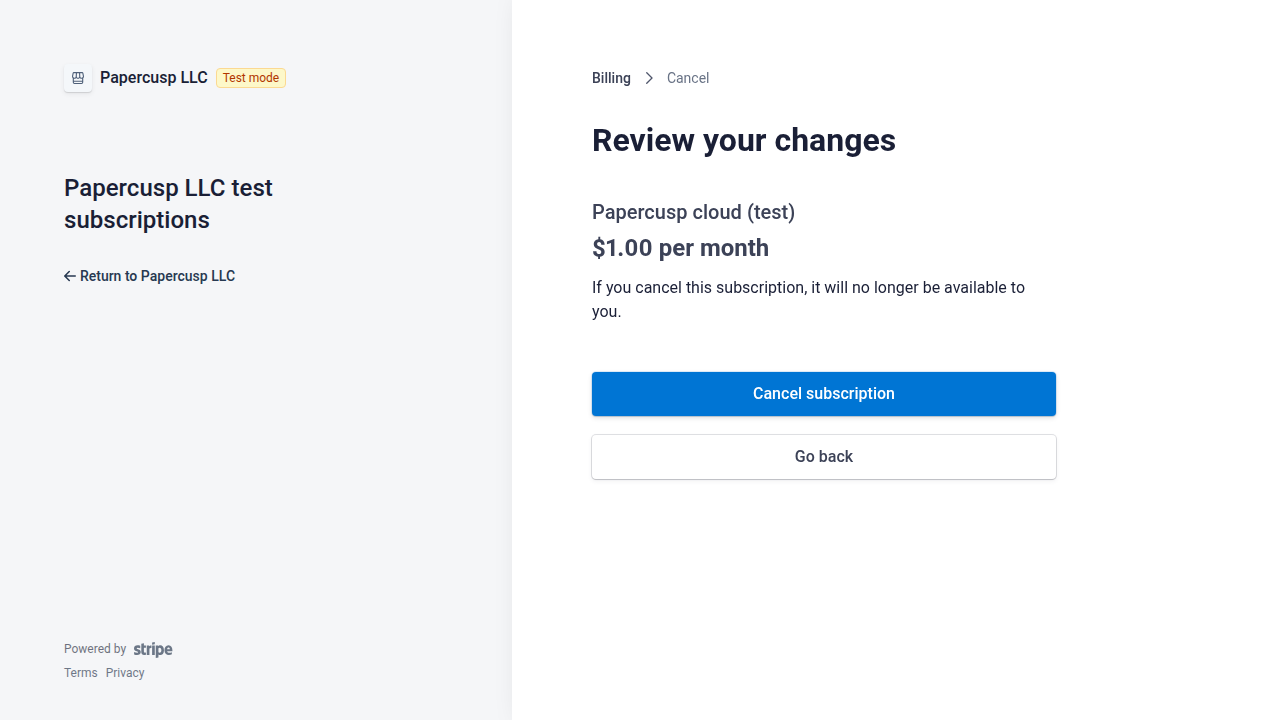 Papercusp LLC
Test mode
Papercusp LLC test
subscriptions
Return to Papercusp LLC
Powered by stripe
Terms Privacy
Billing Cancel
Review your changes
Papercusp cloud (test)
$1.00 per month
If you cancel this subscription, it will no longer be available to
you.
Cancel subscription
Go back